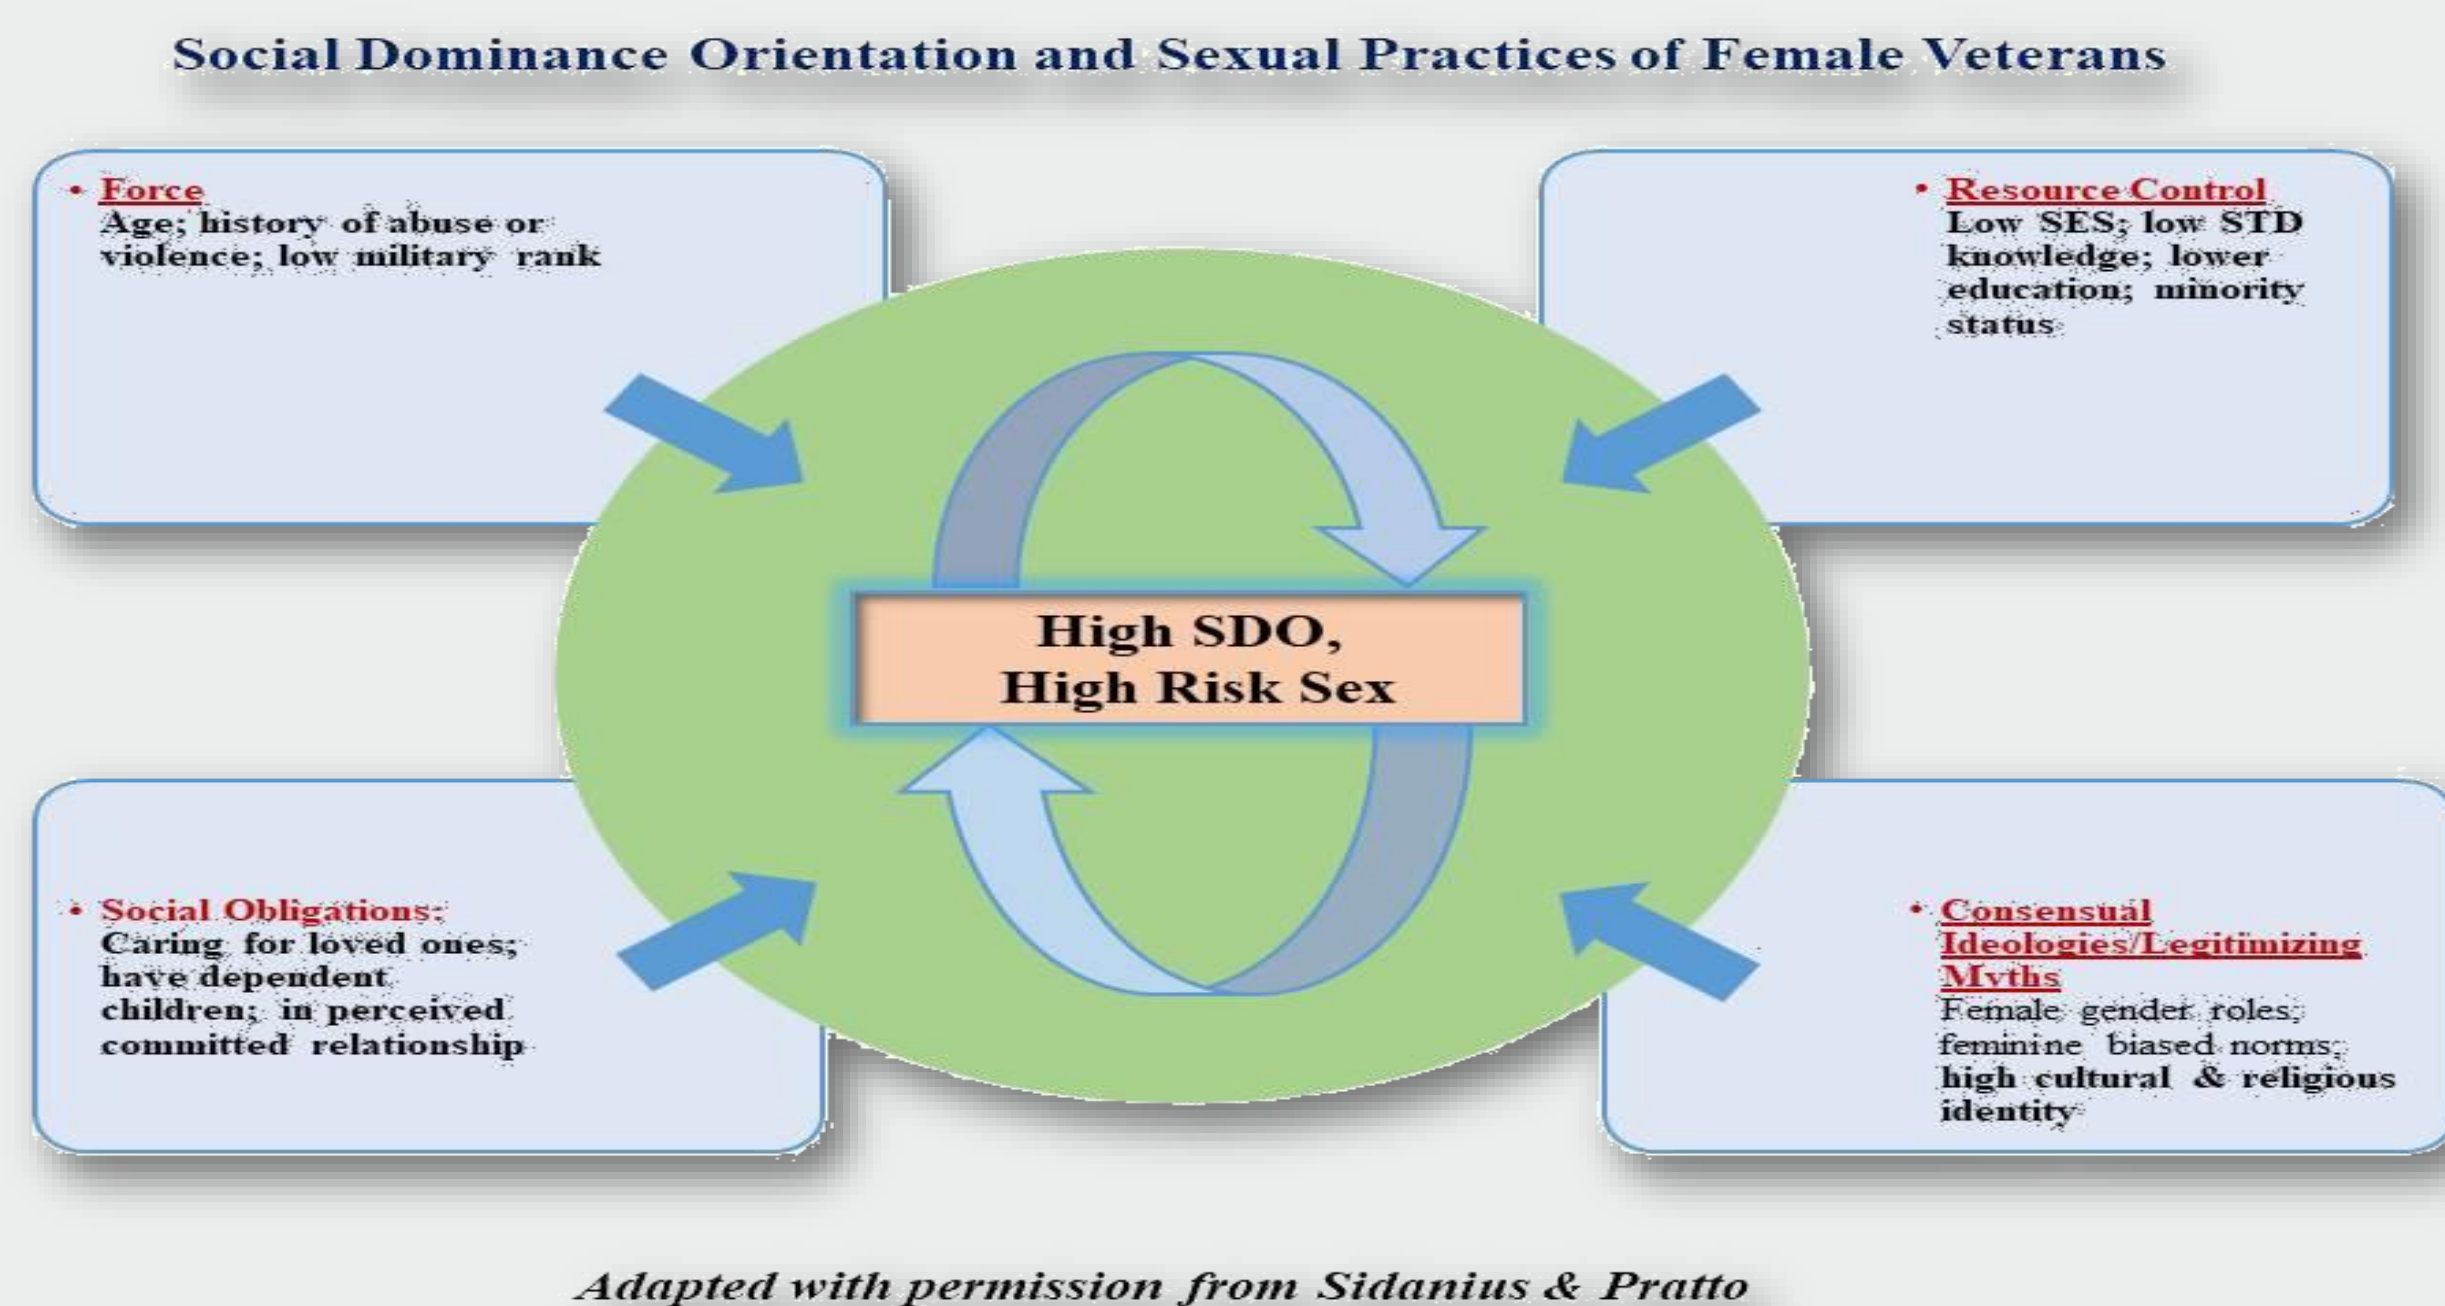 Social Dominance Orientation and Sexual Practices of Female Veterans
• Force
Age; history of abuse or
violence; low military rank
• Resource Control
Low SES; low STD
knowledge; lower
education; minority
status
High SDO,
High Risk Sex
• Social Obligations:
Caring for loved ones;
have dependent
children; in perceived
committed relationship
• Consensual
Ideologies/Legitimizing
Myths
Female gender roles;
feminine biased norms;
high cultural & religious
identity
Adapted with permission from Sidanius & Pratto